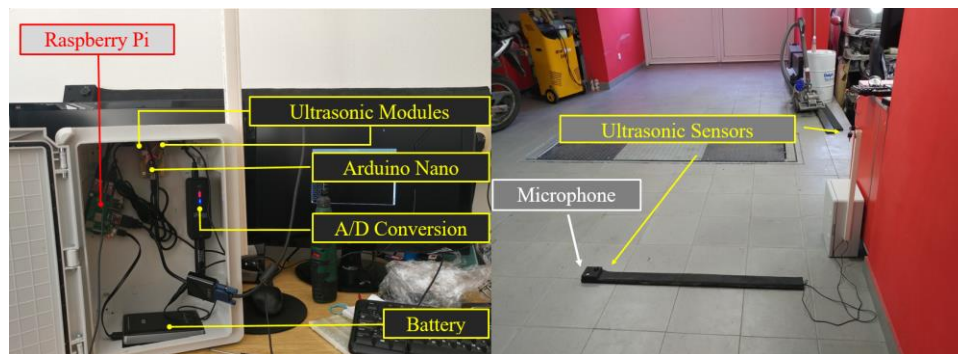 Raspberry Pi
Ultrasonic Modules
Arduino Nano
A/D Conversion
Battery
Ultrasonic Sensors
Microphone